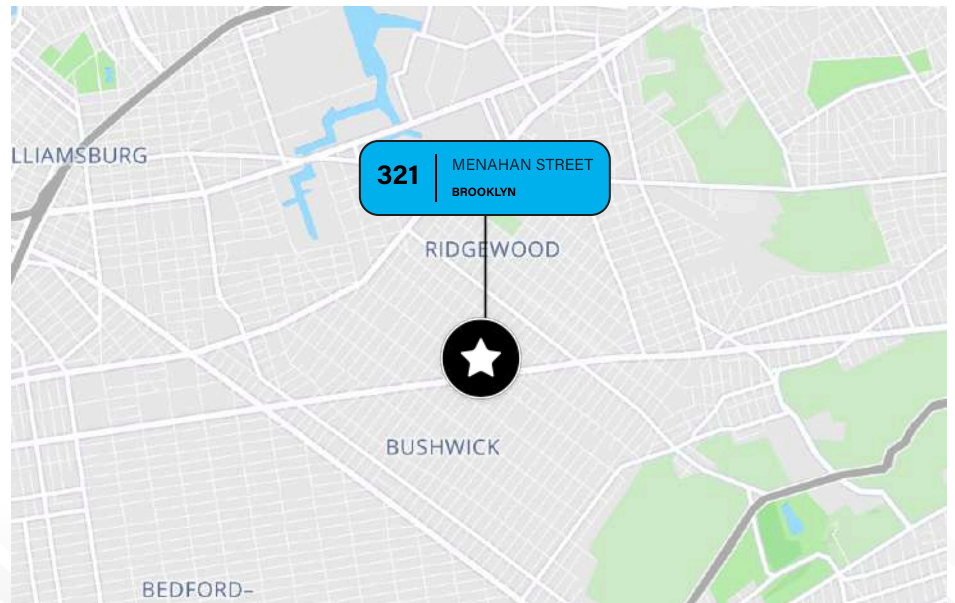 LLIAMSBURG
321
MENAHAN STREET
BROOKLYN
RIDGEWOOD
BUSHWICK
BEDFORD–